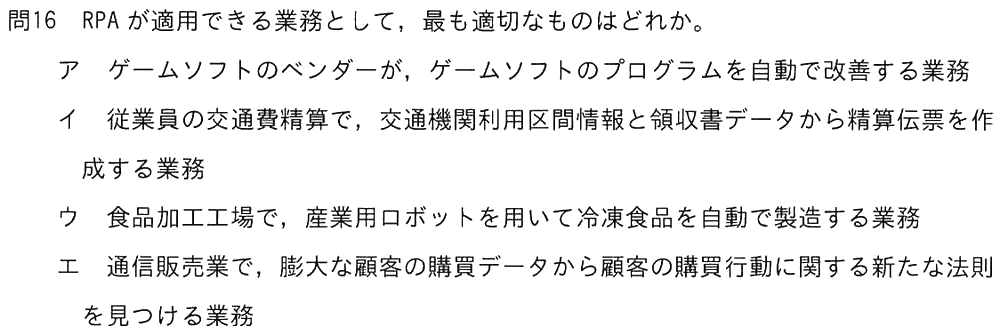 問16 RPA が適用できる業務として，最も適切なものはどれか。
ア ゲームソフトのベンダーが，ゲームソフトのプログラムを自動で改善する業務
イ 従業員の交通費精算で，交通機関利用区間情報と領収書データから精算伝票を作
成する業務
ウ 食品加工工場で，産業用ロボットを用いて冷凍食品を自動で製造する業務
エ 通信販売業で，膨大な顧客の購買データから顧客の購買行動に関する新たな法則
を見つける業務